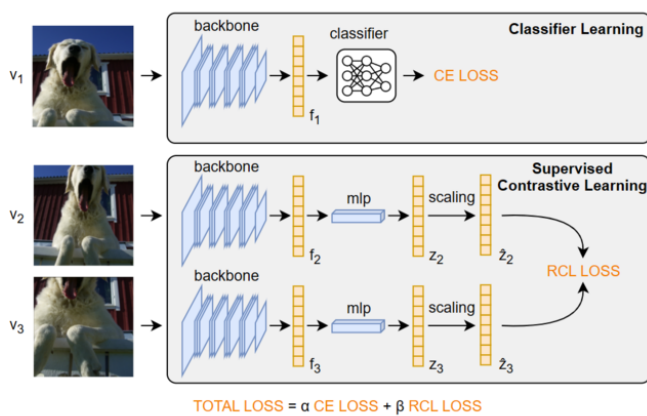 Classifier Learning
backbone
classifier
v1
CE LOSS
f1
Supervised
Contrastive Learning
backbone
mlp
scaling
v2
f2
z2
ẑ2
RCL LOSS
backbone
mlp
scaling
v3
f3
z3
ẑ3
TOTAL LOSS = α CE LOSS + β RCL LOSS